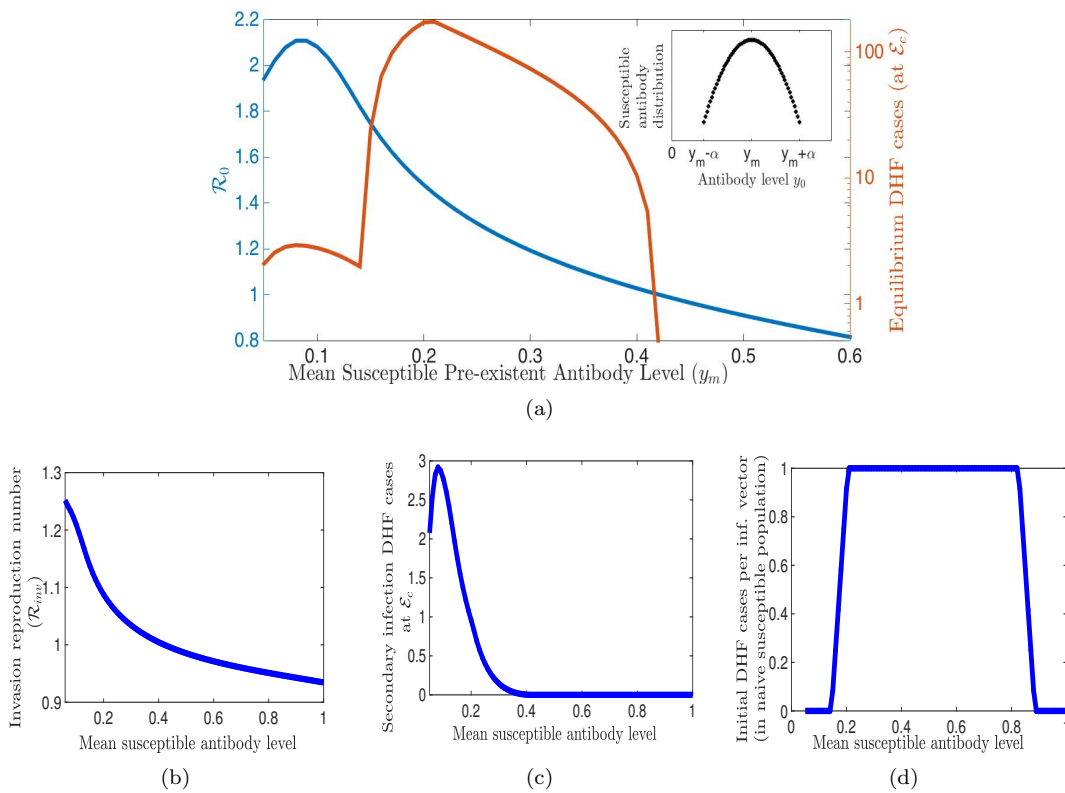 2.2
2
1.8
1.6
1.4
1.2
1
0.8
R₀
0.1
0.2
0.3
0.4
0.5
0.6
Mean Susceptible Pre-existent Antibody Level (yₘ)
100
10
1
Equilibrium DHF cases (at ℰ_c)
Susceptible
antibody
distribution
0 yₘ-α yₘ yₘ+α
Antibody level y₀
(a)
Invasion reproduction number
(R_inv)
1.3
1.2
1.1
1
0.9
0.2 0.4 0.6 0.8 1
Mean susceptible antibody level
(b)
Secondary infection DHF cases
at ℰ_c
3
2.5
2
1.5
1
0.5
0
0.2 0.4 0.6 0.8 1
Mean susceptible antibody level
(c)
Initial DHF cases per inf. vector
(in naive susceptible population)
1
0.8
0.6
0.4
0.2
0
0 0.2 0.4 0.6 0.8 1
Mean susceptible antibody level
(d)